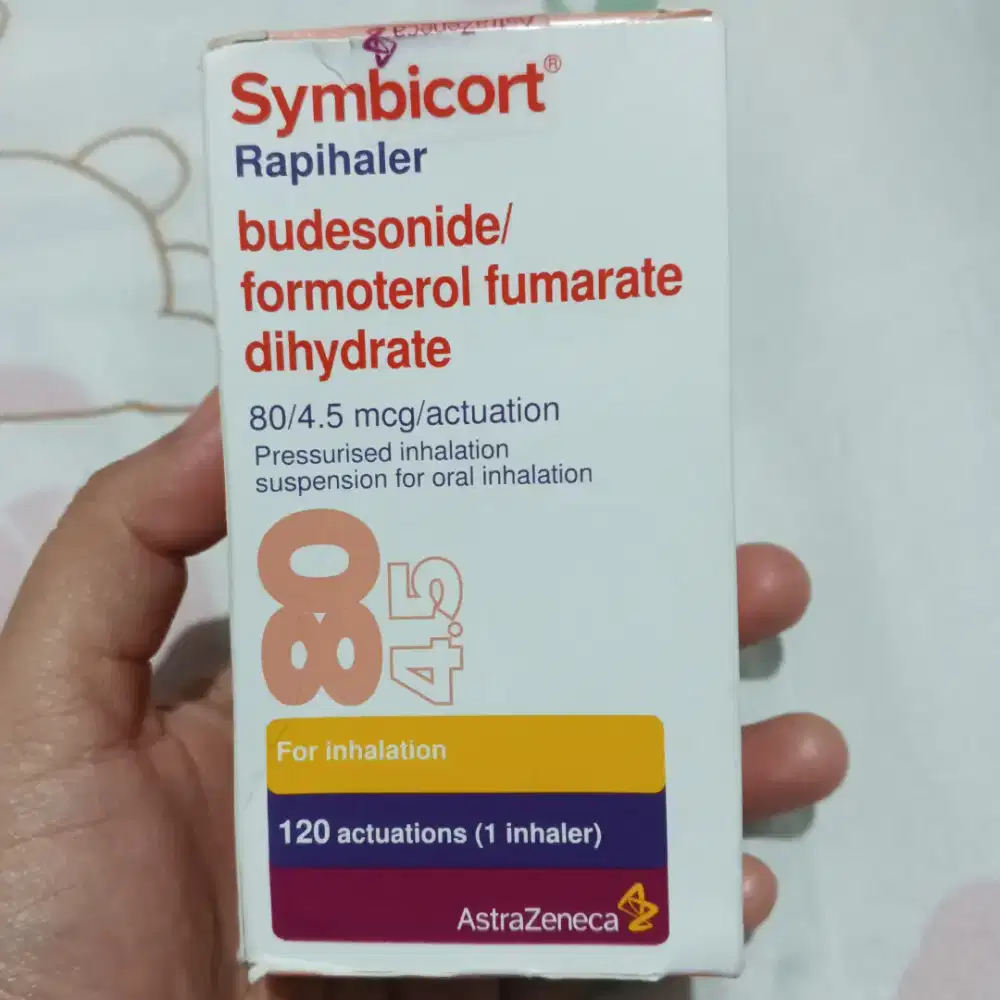 AstraZeneca
Symbicort®
Rapihaler
budesonide/
formoterol fumarate
dihydrate
80/4.5 mcg/actuation
Pressurised inhalation
suspension for oral inhalation
80
4.5
For inhalation
120 actuations (1 inhaler)
AstraZeneca